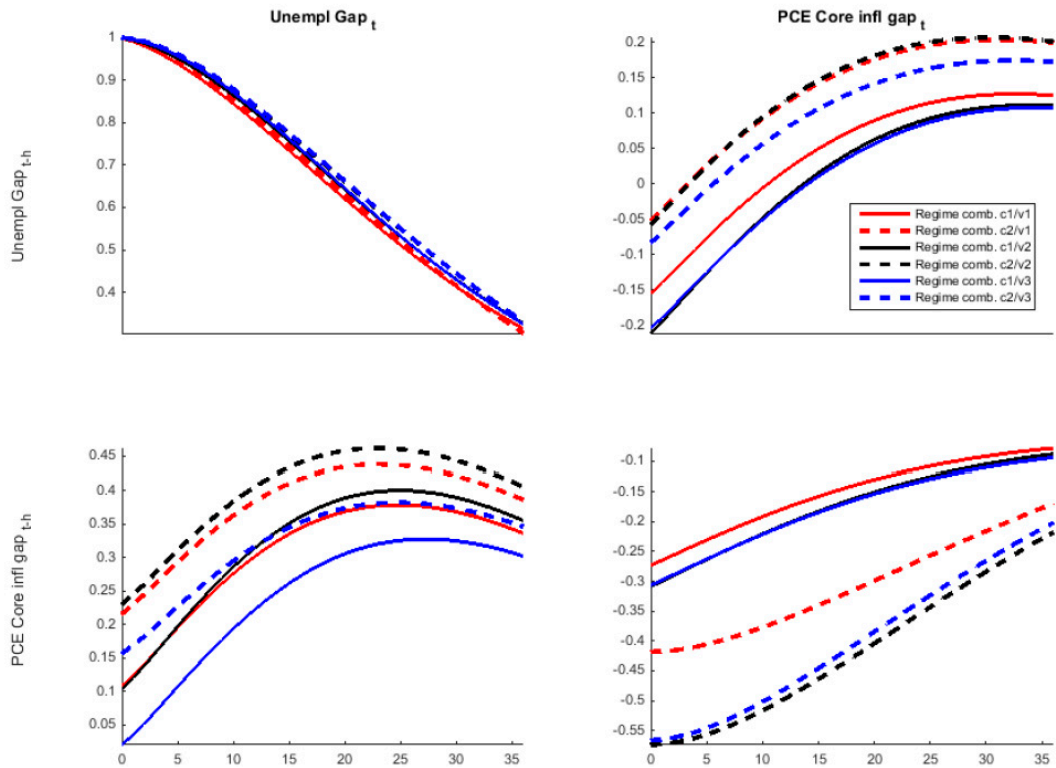 Unempl Gap t
PCE Core infl gap t
Unempl Gap t-h
1
0.9
0.8
0.7
0.6
0.5
0.4
0.2
0.15
0.1
0.05
0
-0.05
-0.1
-0.15
-0.2
Regime comb. c1/v1
Regime comb. c2/v1
Regime comb. c1/v2
Regime comb. c2/v2
Regime comb. c1/v3
Regime comb. c2/v3
PCE Core infl gap t-h
0.45
0.4
0.35
0.3
0.25
0.2
0.15
0.1
0.05
0 5 10 15 20 25 30 35
-0.1
-0.15
-0.2
-0.25
-0.3
-0.35
-0.4
-0.45
-0.5
-0.55
0 5 10 15 20 25 30 35